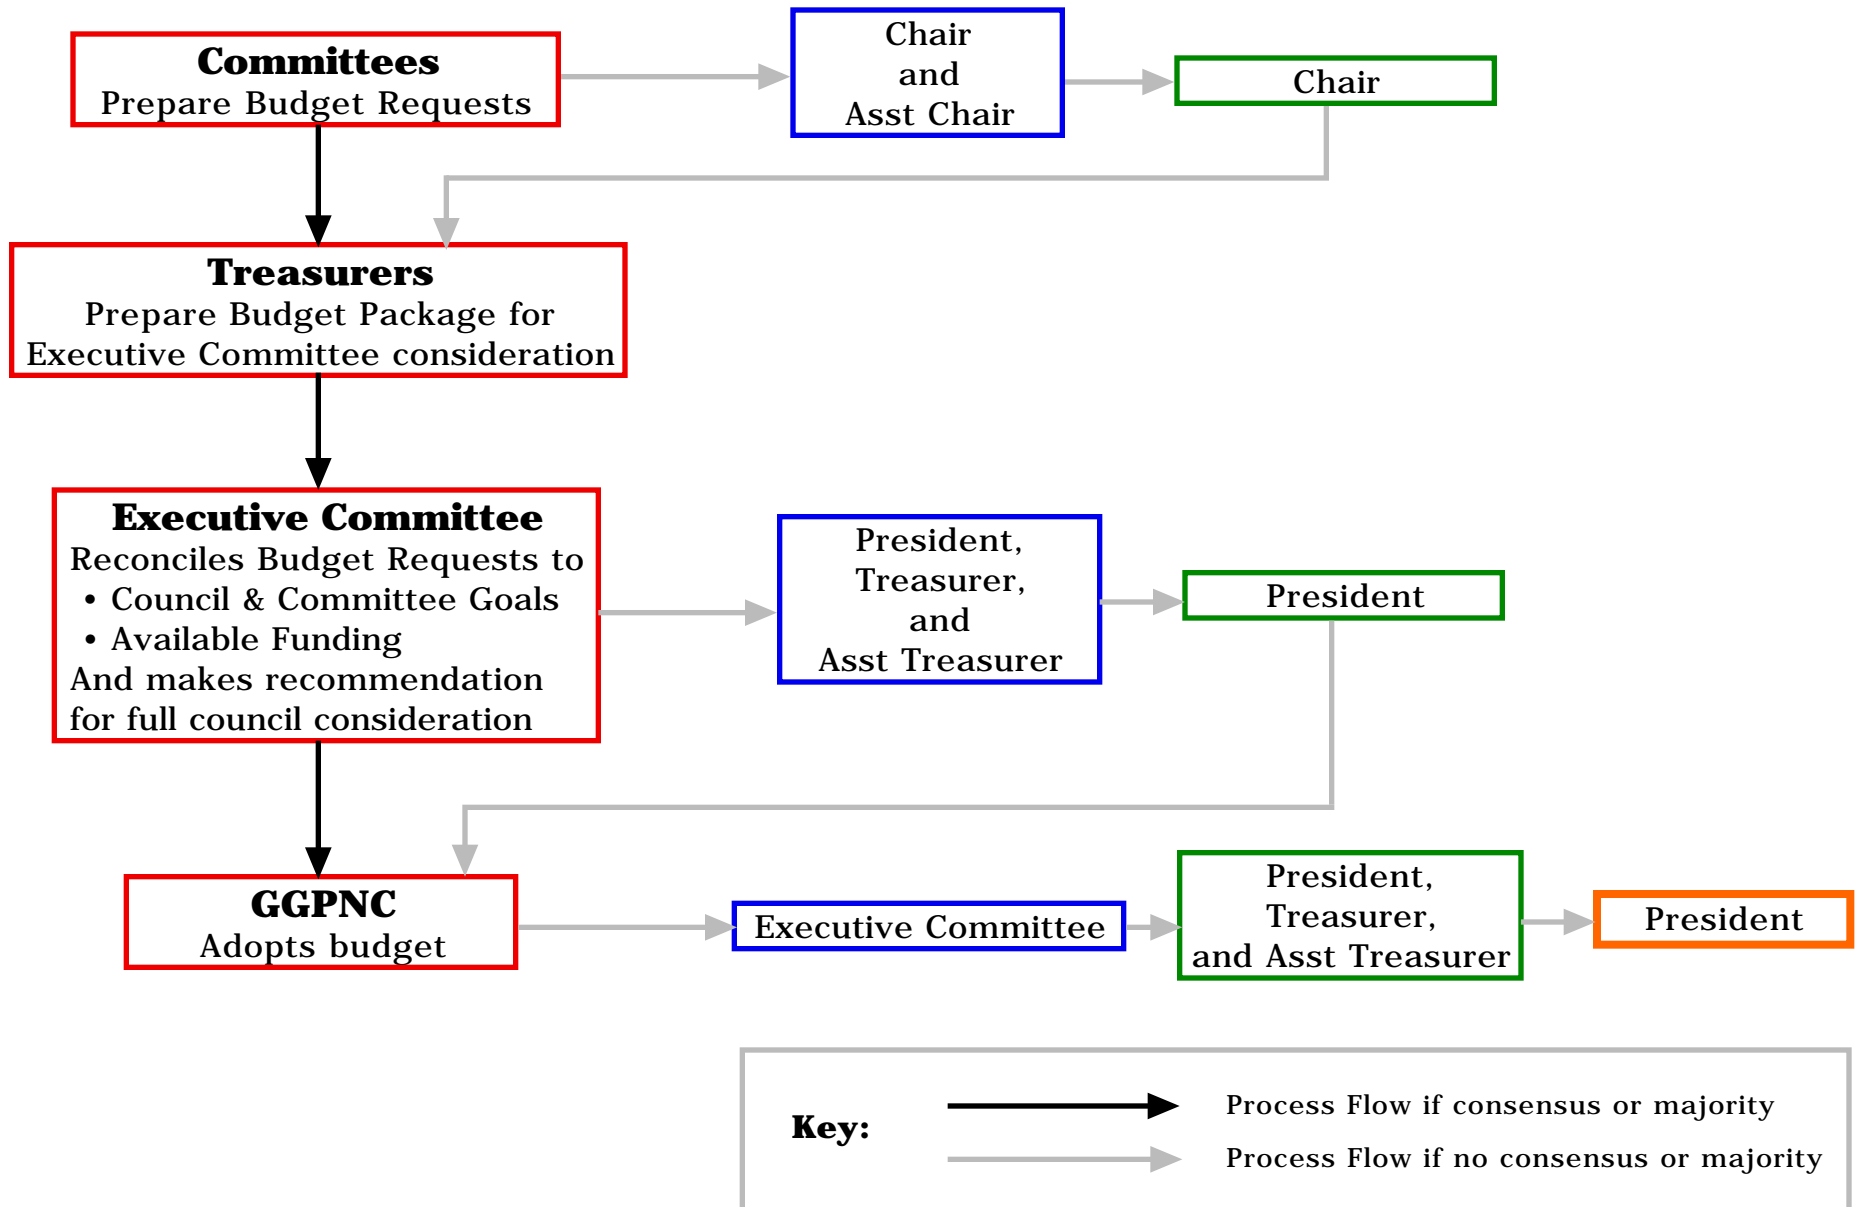 Committees
Prepare Budget Requests
Chair
and
Asst Chair
Chair
Treasurers
Prepare Budget Package for
Executive Committee consideration
Executive Committee
Reconciles Budget Requests to
• Council & Committee Goals
• Available Funding
And makes recommendation
for full council consideration
President,
Treasurer,
and
Asst Treasurer
President
GGPNC
Adopts budget
Executive Committee
President,
Treasurer,
and Asst Treasurer
President
Key:
Process Flow if consensus or majority
Process Flow if no consensus or majority